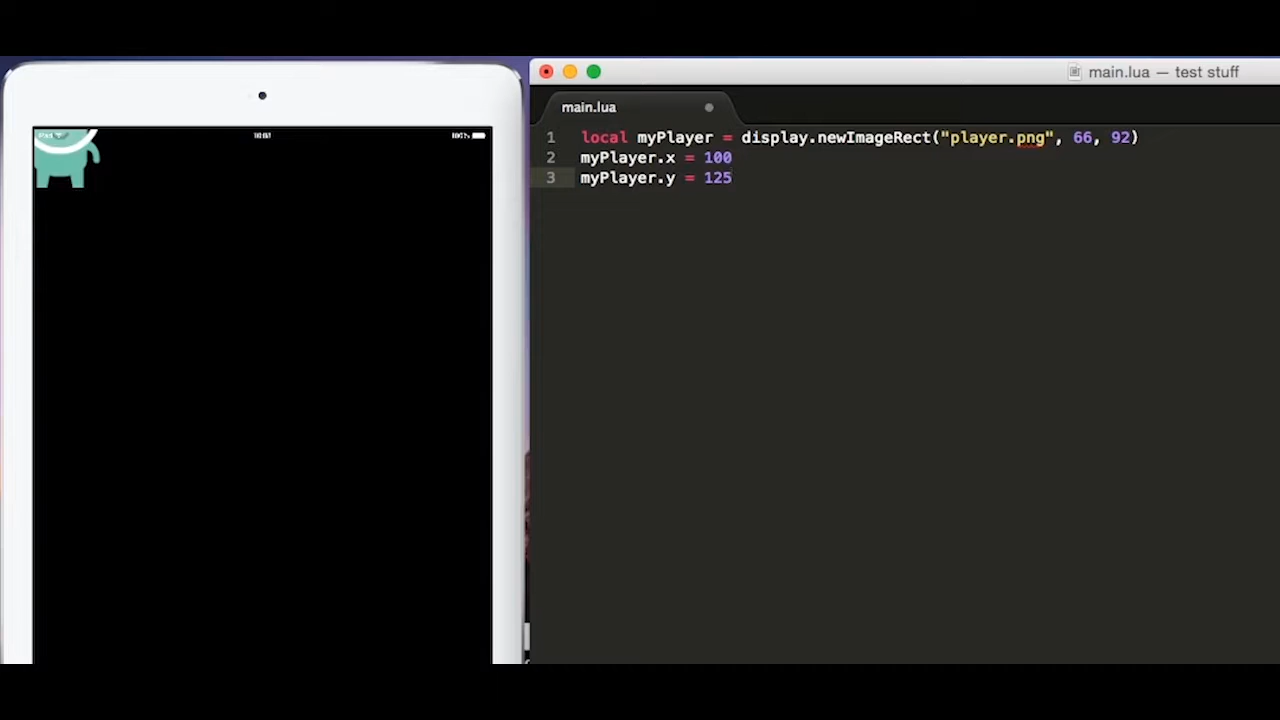 main.lua — test stuff
main.lua
1 local myPlayer = display.newImageRect("player.png", 66, 92)
2 myPlayer.x = 100
3 myPlayer.y = 125